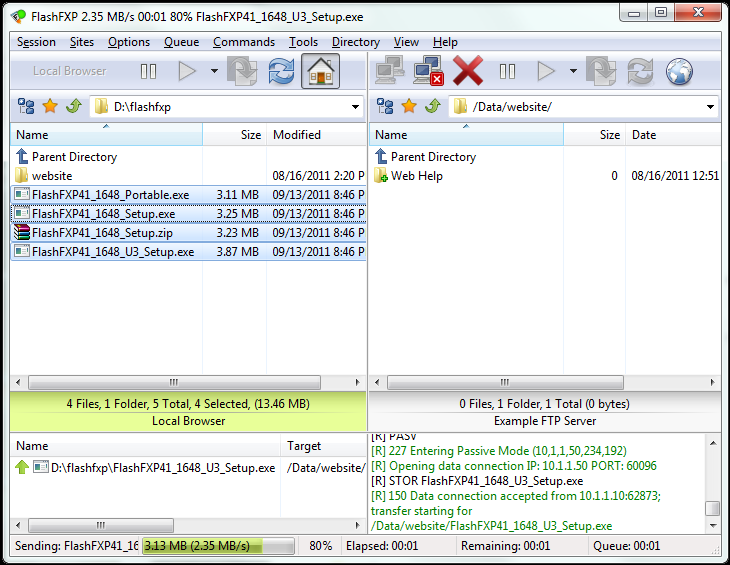 FlashFXP 2.35 MB/s 00:01 80% FlashFXP41_1648_U3_Setup.exe
Session Sites Options Queue Commands Tools Directory View Help
Local Browser
D:\flashfxp
Name Size Modified
Parent Directory
website 08/16/2011 2:20 P
FlashFXP41_1648_Portable.exe 3.11 MB 09/13/2011 8:46 P
FlashFXP41_1648_Setup.exe 3.25 MB 09/13/2011 8:46 P
FlashFXP41_1648_Setup.zip 3.23 MB 09/13/2011 8:46 P
FlashFXP41_1648_U3_Setup.exe 3.87 MB 09/13/2011 8:46 P
4 Files, 1 Folder, 5 Total, 4 Selected, (13.46 MB)
Local Browser
/Data/website/
Name Size Date
Parent Directory
Web Help 0 08/16/2011 12:51
0 Files, 1 Folder, 1 Total (0 bytes)
Example FTP Server
Name Target
D:\flashfxp\FlashFXP41_1648_U3_Setup.exe /Data/website/
[R] PASV
[R] 227 Entering Passive Mode (10,1,1,50,234,192)
[R] Opening data connection IP: 10.1.1.50 PORT: 60096
[R] STOR FlashFXP41_1648_U3_Setup.exe
[R] 150 Data connection accepted from 10.1.1.10:62873;
transfer starting for
/Data/website/FlashFXP41_1648_U3_Setup.exe
Sending: FlashFXP41_16 3.13 MB (2.35 MB/s) 80% Elapsed: 00:01 Remaining: 00:01 Queue: 00:01